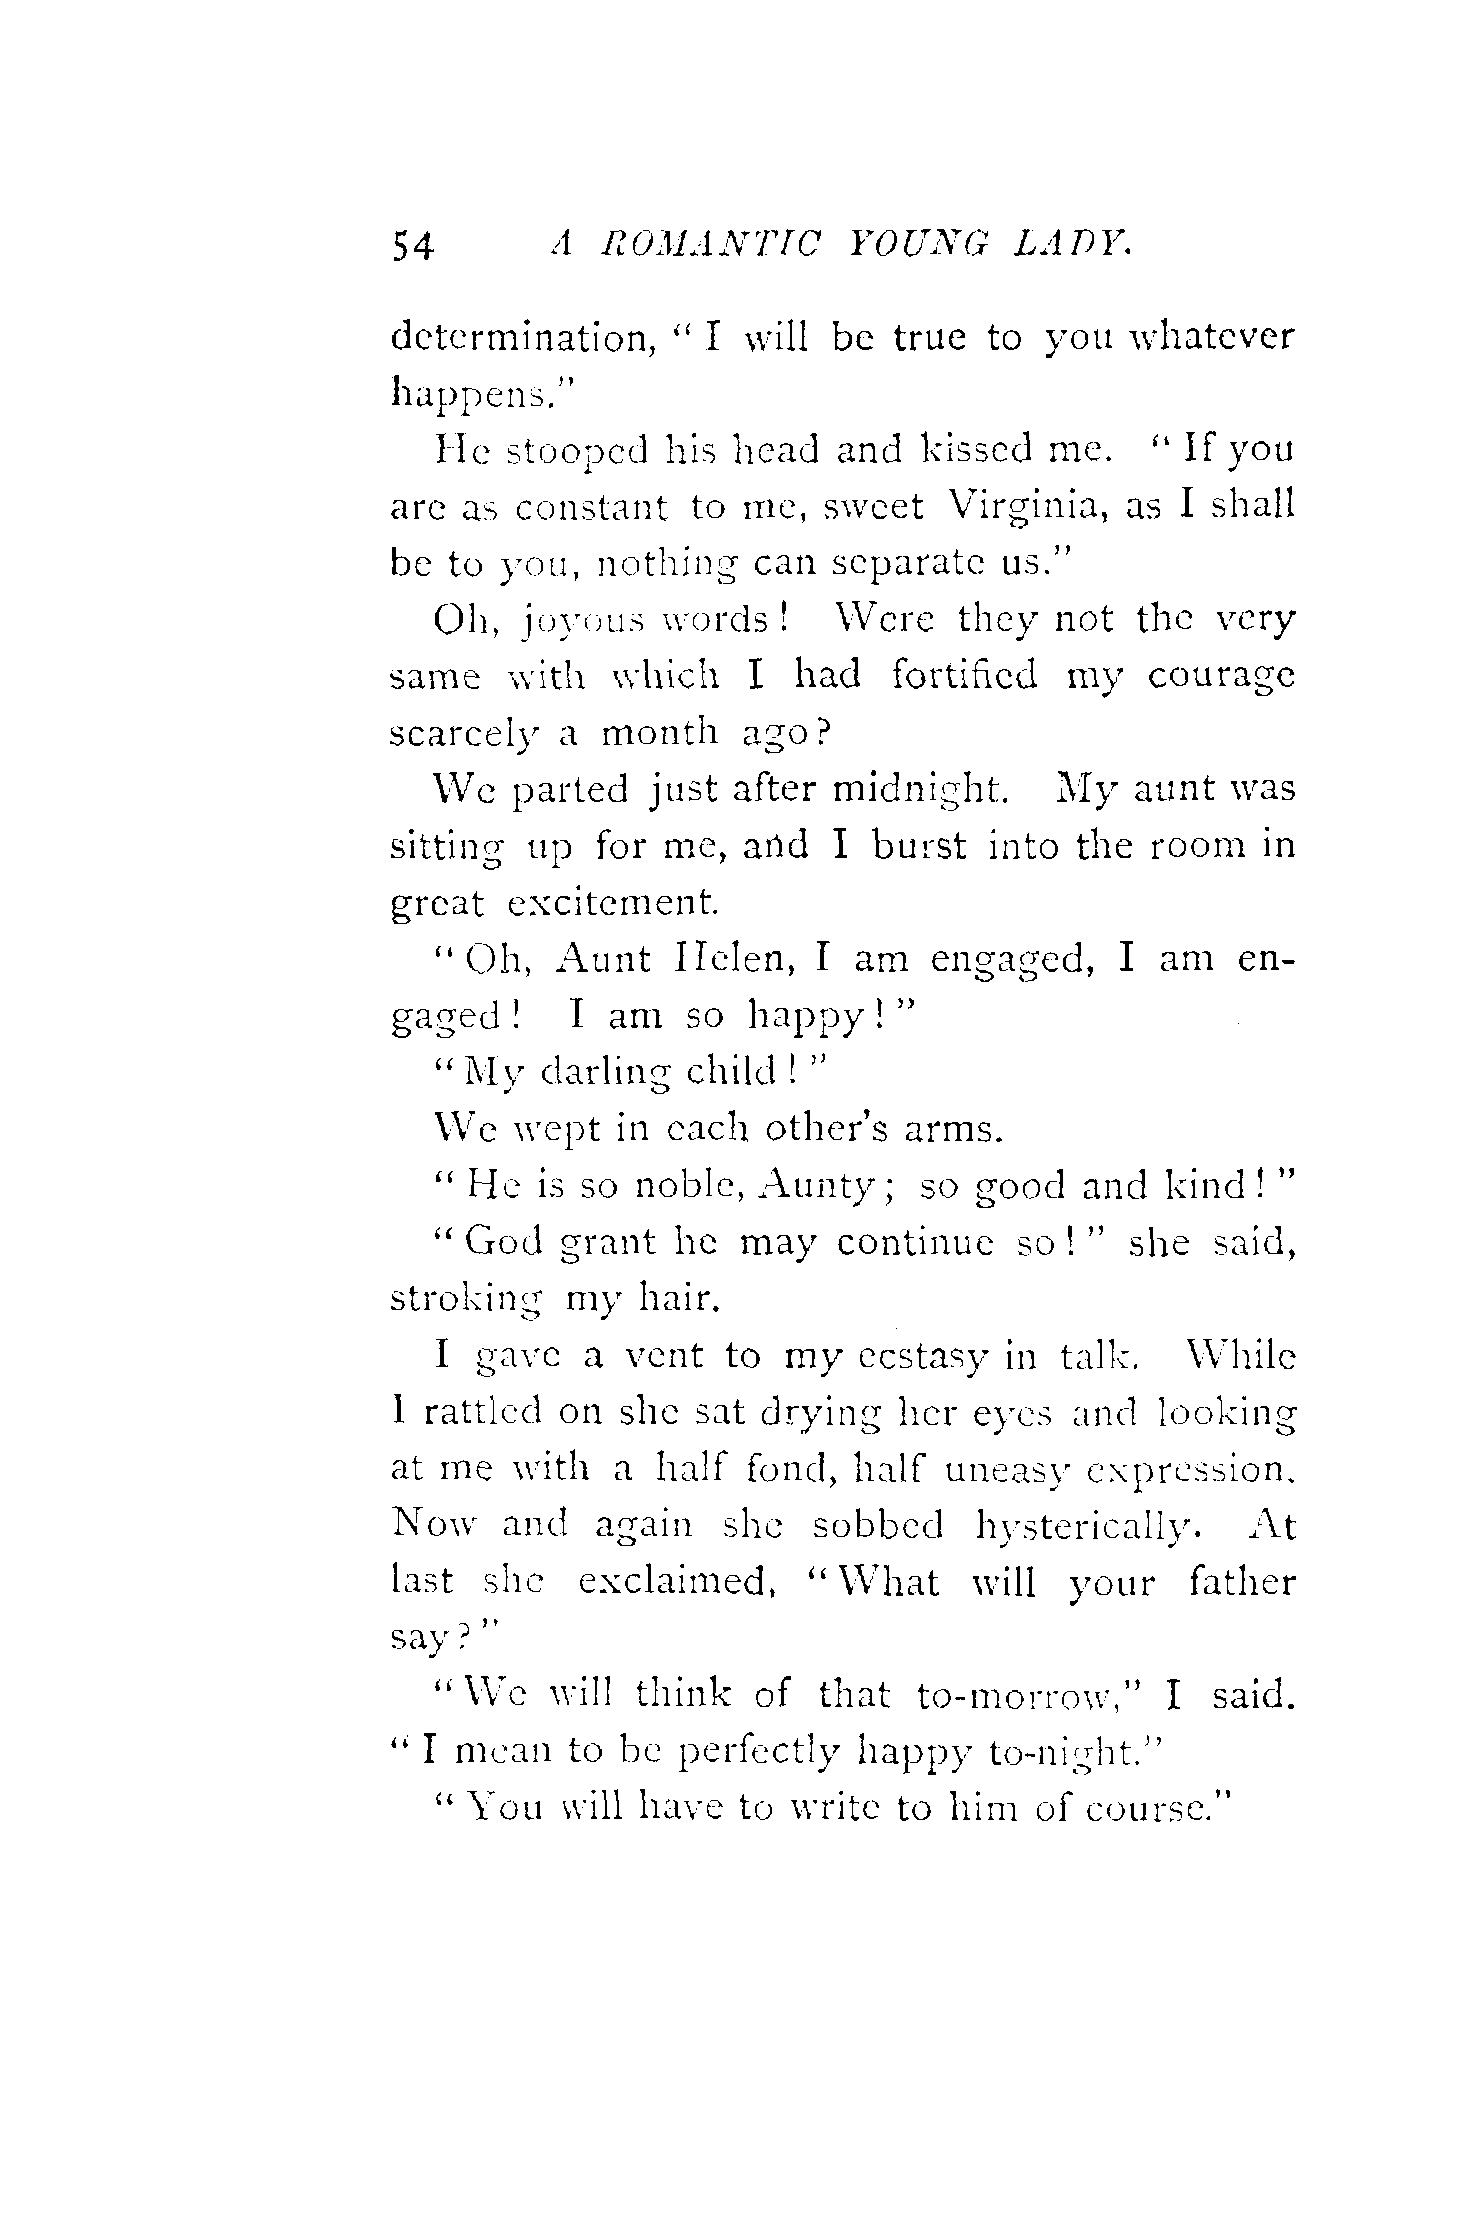 54 A ROMANTIC YOUNG LADY.
determination, “ I will be true to you whatever
happens.”
He stooped his head and kissed me. “ If you
are as constant to me, sweet Virginia, as I shall
be to you, nothing can separate us.”
Oh, joyous words ! Were they not the very
same with which I had fortified my courage
scarcely a month ago ?
We parted just after midnight. My aunt was
sitting up for me, and I burst into the room in
great excitement.
“ Oh, Aunt Helen, I am engaged, I am en-
gaged ! I am so happy ! ”
“ My darling child ! ”
We wept in each other’s arms.
“ He is so noble, Aunty ; so good and kind ! ”
“ God grant he may continue so ! ” she said,
stroking my hair.
I gave a vent to my ecstasy in talk. While
I rattled on she sat drying her eyes and looking
at me with a half fond, half uneasy expression.
Now and again she sobbed hysterically. At
last she exclaimed, “ What will your father
say ? ”
“ We will think of that to-morrow,” I said.
“ I mean to be perfectly happy to-night.”
“ You will have to write to him of course.”